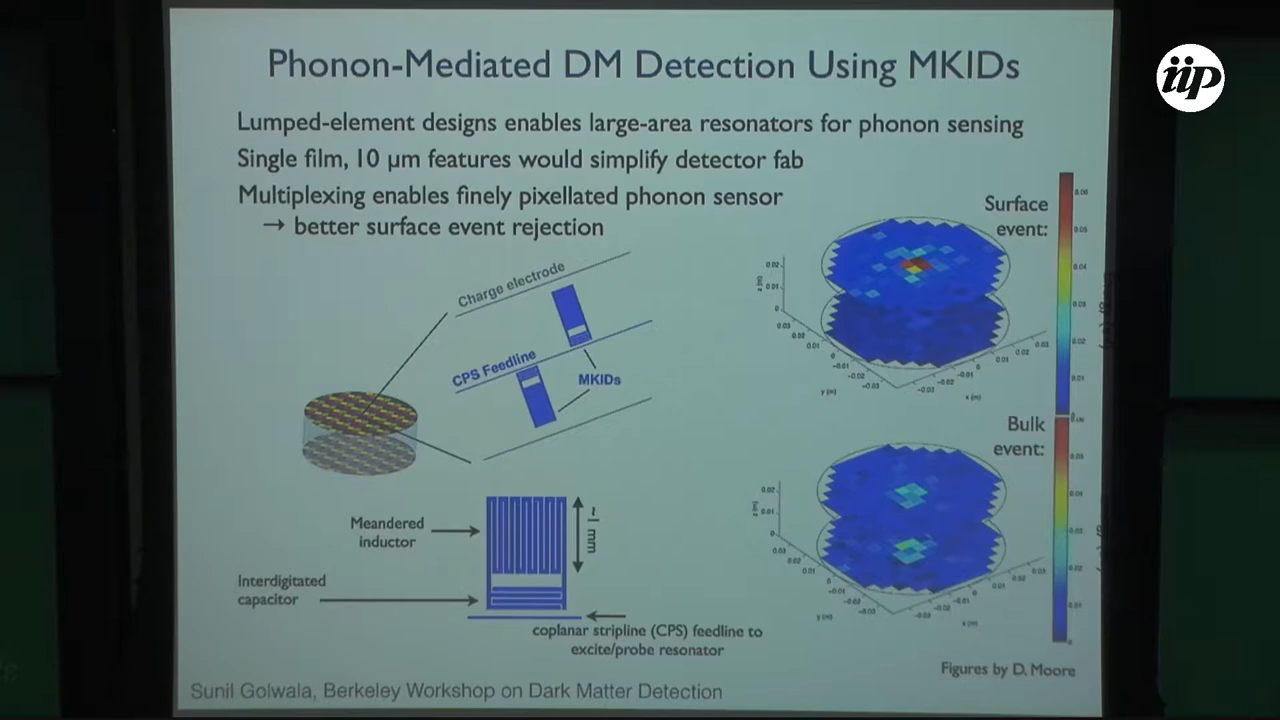 Phonon-Mediated DM Detection Using MKIDs
iip
Lumped-element designs enables large-area resonators for phonon sensing
Single film, 10 µm features would simplify detector fab
Multiplexing enables finely pixellated phonon sensor
→ better surface event rejection
Surface
event:
Charge electrode
CPS Feedline
MKIDs
Bulk
event:
Meandered
inductor
~1 mm
Interdigitated
capacitor
coplanar stripline (CPS) feedline to
excite/probe resonator
Figures by D. Moore
Sunil Golwala, Berkeley Workshop on Dark Matter Detection